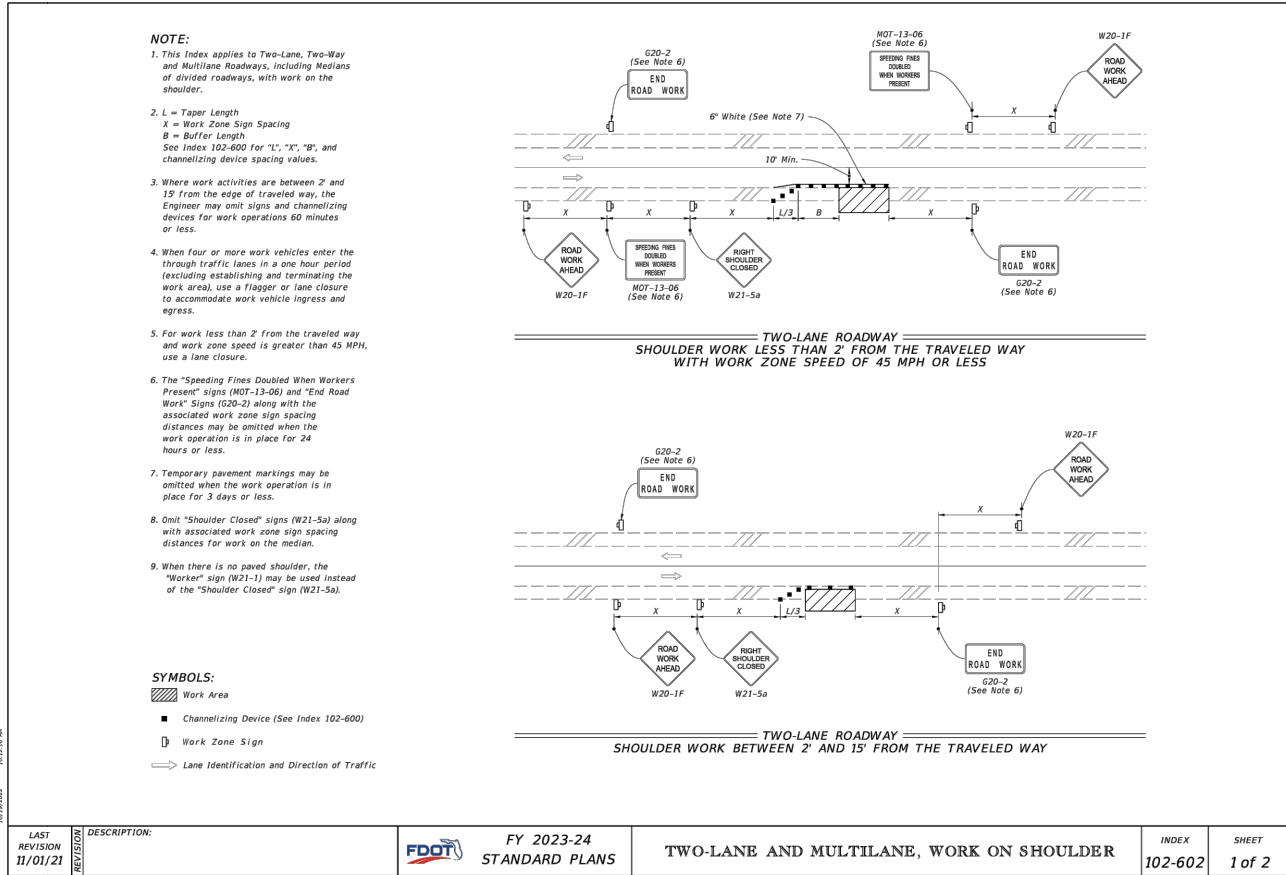 NOTE:
1. This Index applies to Two-Lane, Two-Way
and Multilane Roadways, including Medians
of divided roadways, with work on the
shoulder.
2. L = Taper Length
X = Work Zone Sign Spacing
B = Buffer Length
See Index 102-600 for "L", "X", "B", and
channelizing device spacing values.
3. Where work activities are between 2' and
15' from the edge of traveled way, the
Engineer may omit signs and channelizing
devices for work operations 60 minutes
or less.
4. When four or more work vehicles enter the
through traffic lanes in a one hour period
(excluding establishing and terminating the
work area), use a flagger or lane closure
to accommodate work vehicle ingress and
egress.
5. For work less than 2' from the traveled way
and work zone speed is greater than 45 MPH,
use a lane closure.
6. The "Speeding Fines Doubled When Workers
Present" signs (MOT-13-06) and "End Road
Work" Signs (G20-2) along with the
associated work zone sign spacing
distances may be omitted when the
work operation is in place for 24
hours or less.
7. Temporary pavement markings may be
omitted when the work operation is in
place for 3 days or less.
8. Omit "Shoulder Closed" signs (W21-5a) along
with associated work zone sign spacing
distances for work on the median.
9. When there is no paved shoulder, the
"Worker" sign (W21-1) may be used instead
of the "Shoulder Closed" sign (W21-5a).
SYMBOLS:
Work Area
Channelizing Device (See Index 102-600)
Work Zone Sign
Lane Identification and Direction of Traffic
G20-2
(See Note 6)
END
ROAD WORK
MOT-13-06
(See Note 6)
SPEEDING FINES
DOUBLED
WHEN WORKERS
PRESENT
W20-1F
ROAD
WORK
AHEAD
X
6" White (See Note 7)
10' Min.
X
X
X
L/3
B
X
ROAD
WORK
AHEAD
W20-1F
SPEEDING FINES
DOUBLED
WHEN WORKERS
PRESENT
MOT-13-06
(See Note 6)
RIGHT
SHOULDER
CLOSED
W21-5a
END
ROAD WORK
G20-2
(See Note 6)
TWO-LANE ROADWAY
SHOULDER WORK LESS THAN 2' FROM THE TRAVELED WAY
WITH WORK ZONE SPEED OF 45 MPH OR LESS
G20-2
(See Note 6)
END
ROAD WORK
W20-1F
ROAD
WORK
AHEAD
X
X
X
L/3
X
ROAD
WORK
AHEAD
W20-1F
RIGHT
SHOULDER
CLOSED
W21-5a
END
ROAD WORK
G20-2
(See Note 6)
TWO-LANE ROADWAY
SHOULDER WORK BETWEEN 2' AND 15' FROM THE TRAVELED WAY
LAST
REVISION
11/01/21
REVISION
DESCRIPTION:
FDOT
FY 2023-24
STANDARD PLANS
TWO-LANE AND MULTILANE, WORK ON SHOULDER
INDEX
102-602
SHEET
1 of 2